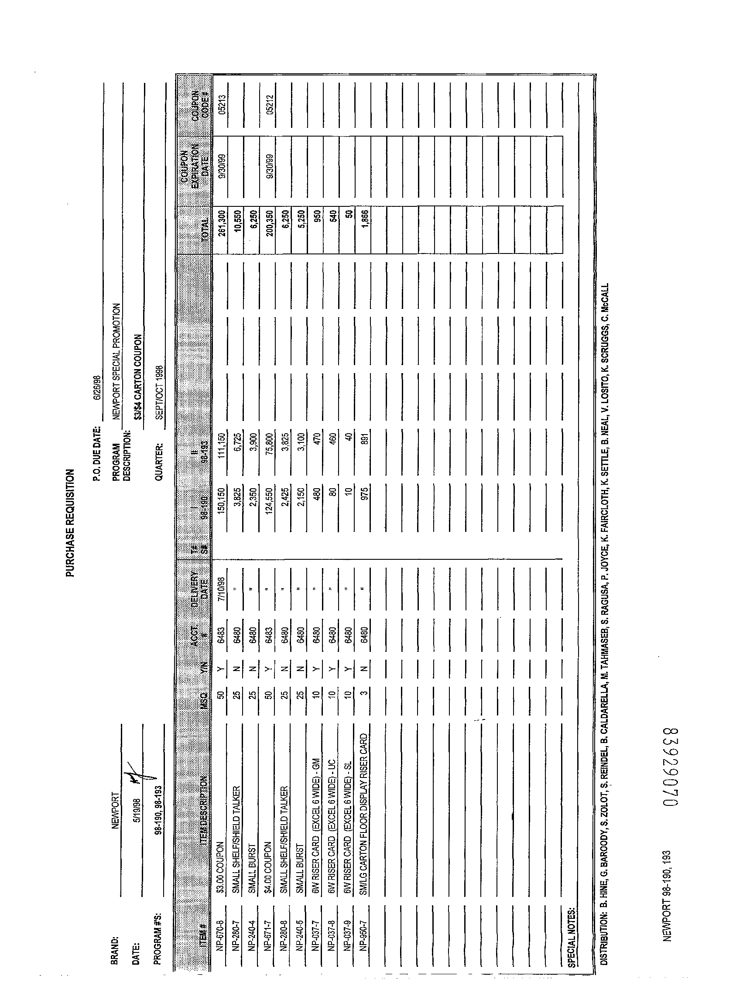 PURCHASE REQUISITION
P.O. DUE DATE: 6/26/98
BRAND: NEWPORT PROGRAM DESCRIPTION: NEWPORT SPECIAL PROMOTION
DATE: 5/19/98 $3/$4 CARTON COUPON
PROGRAM #'S: 98-190, 98-193 QUARTER: SEPT/OCT 1998
ITEM # ITEM DESCRIPTION MSQ Y/N ACCT. # DELIVERY DATE T# S# I 98-190 II 98-193 TOTAL COUPON EXPIRATION DATE COUPON CODE #
NP-670-8 $3.00 COUPON 50 Y 6483 7/10/98 150,150 111,150 261,300 9/30/99 05213
NP-280-7 SMALL SHELF/SHIELD TALKER 25 N 6480 " 3,825 6,725 10,550
NP-240-4 SMALL BURST 25 N 6480 " 2,350 3,900 6,250
NP-671-7 $4.00 COUPON 50 Y 6483 " 124,550 75,800 200,350 9/30/99 05212
NP-280-8 SMALL SHELF/SHIELD TALKER 25 N 6480 " 2,425 3,825 6,250
NP-240-5 SMALL BURST 25 N 6480 " 2,150 3,100 5,250
NP-037-7 6W RISER CARD (EXCEL 6 WIDE) - GM 10 Y 6480 " 480 470 950
NP-037-8 6W RISER CARD (EXCEL 6 WIDE) - UC 10 Y 6480 " 80 460 540
NP-037-9 6W RISER CARD (EXCEL 6 WIDE) - SL 10 Y 6480 " 10 40 50
NP-950-7 SM/LG CARTON FLOOR DISPLAY RISER CARD 3 N 6480 " 975 891 1,866
SPECIAL NOTES:
DISTRIBUTION: B. HINE, G. BAROODY, S. ZOLOT, S. REINDEL, B. CALDARELLA, M. TAHMASEB, S. RAGUSA, P. JOYCE, K. FAIRCLOTH, K. SETTLE, B. NEAL, V. LOSITO, K. SCRUGGS, C. McCALL
NEWPORT 98-190, 193
83929070